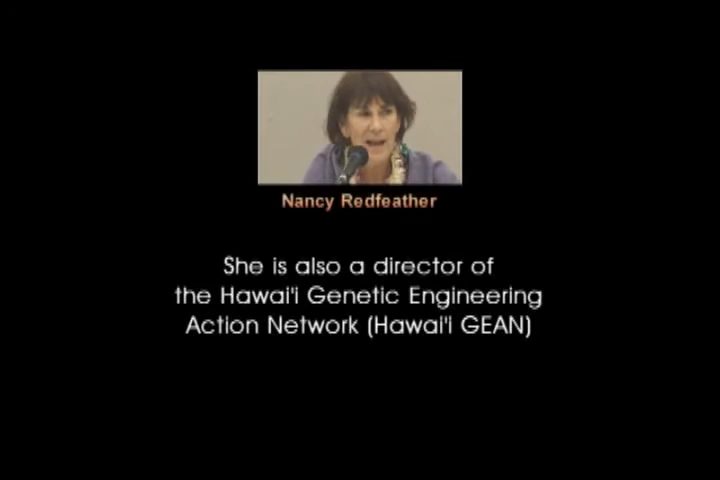 Nancy Redfeather
She is also a director of
the Hawai'i Genetic Engineering
Action Network (Hawai'i GEAN)